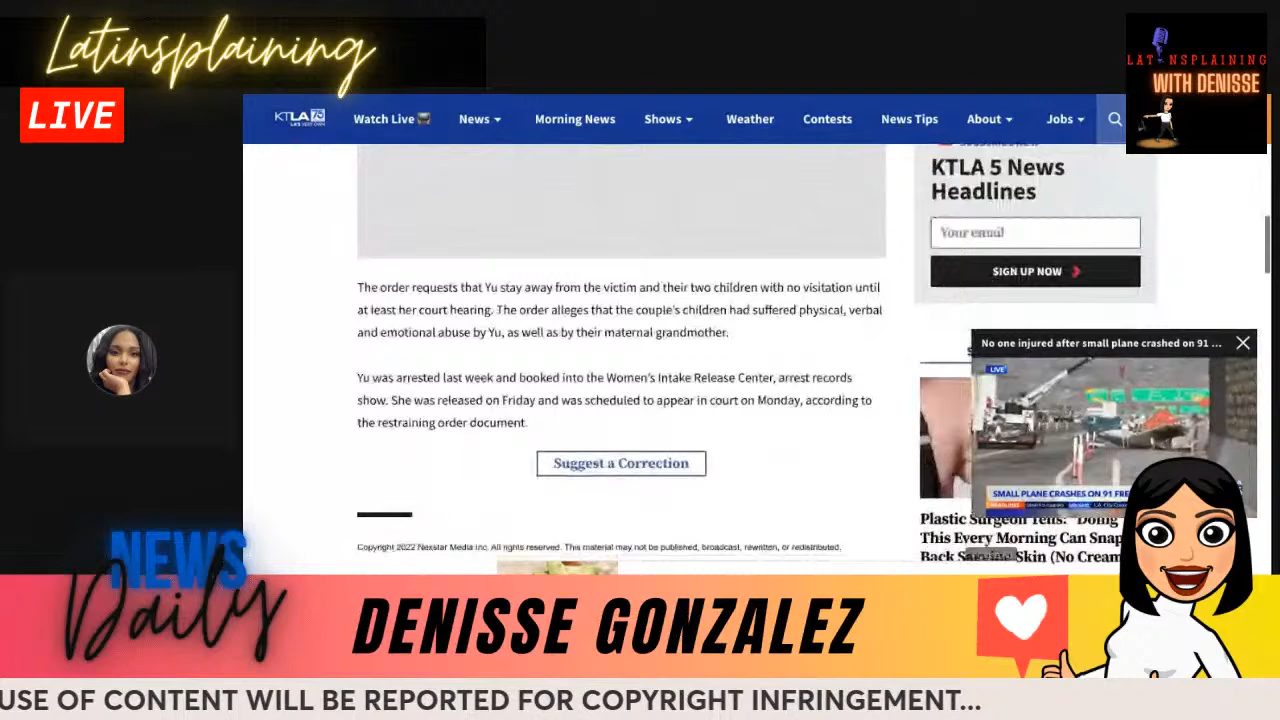 Latinsplaining
LIVE
LATINSPLAINING
WITH DENISSE
KTLA
Watch Live
News
Morning News
Shows
Weather
Contests
News Tips
About
Jobs
KTLA 5 News
Headlines
Your email
SIGN UP NOW
The order requests that Yu stay away from the victim and their two children with no visitation until
at least her court hearing. The order alleges that the couple's children had suffered physical, verbal
and emotional abuse by Yu, as well as by their maternal grandmother.
Yu was arrested last week and booked into the Women's Intake Release Center, arrest records
show. She was released on Friday and was scheduled to appear in court on Monday, according to
the restraining order document.
Suggest a Correction
Copyright 2022 Nexstar Media Inc. All rights reserved. This material may not be published, broadcast, rewritten, or redistributed.
No one injured after small plane crashed on 91 ...
LIVE
SMALL PLANE CRASHES ON 91 FRE
HEADLINES
Plastic Surgeon Tells: "Doing
This Every Morning Can Snap
Back Skin (No Cream
NEWS
Daily
DENISSE GONZALEZ
USE OF CONTENT WILL BE REPORTED FOR COPYRIGHT INFRINGEMENT...